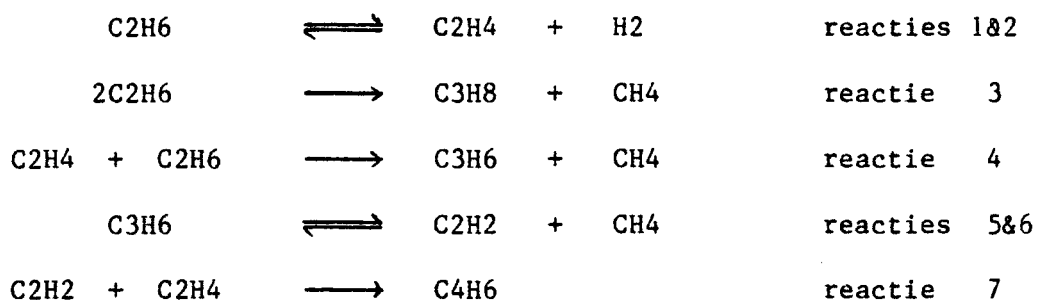 C2H6 ⇌ C2H4 + H2 reacties 1&2
2C2H6 ⟶ C3H8 + CH4 reactie 3
C2H4 + C2H6 ⟶ C3H6 + CH4 reactie 4
C3H6 ⇌ C2H2 + CH4 reacties 5&6
C2H2 + C2H4 ⟶ C4H6 reactie 7